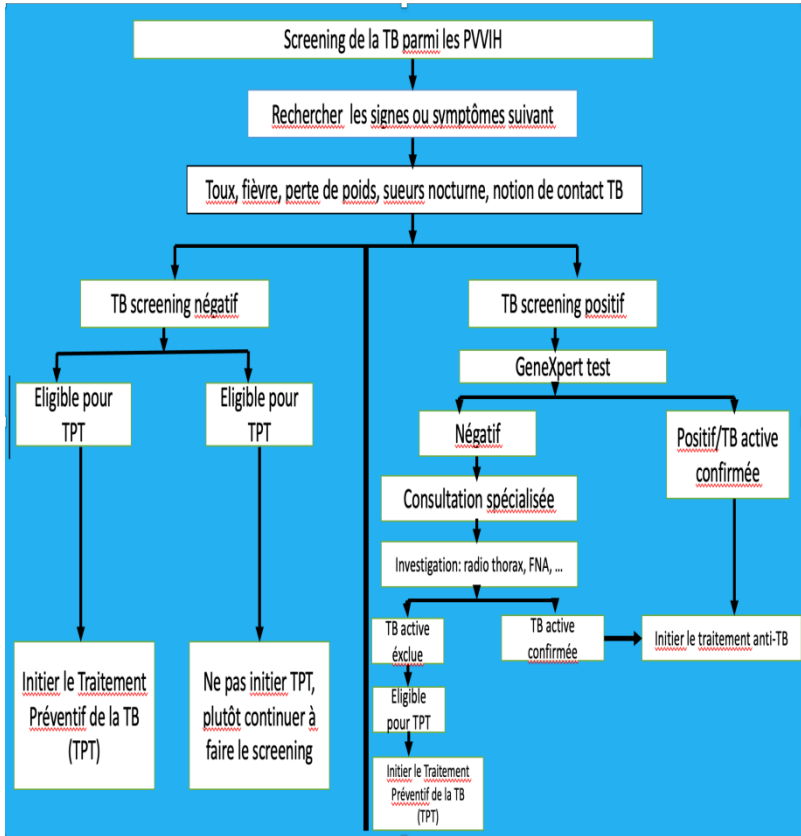 Screening de la TB parmi les PVVIH
Rechercher les signes ou symptômes suivant
Toux, fièvre, perte de poids, sueurs nocturne, notion de contact TB
TB screening négatif
Eligible pour
TPT
Eligible pour
TPT
Initier le Traitement
Préventif de la TB
(TPT)
Ne pas initier TPT,
plutôt continuer à
faire le screening
TB screening positif
GeneXpert test
Négatif
Positif/TB active
confirmée
Consultation spécialisée
Investigation: radio thorax, FNA, ...
TB active
éxclue
TB active
confirmée
Initier le traitement anti-TB
Eligible
pour TPT
Initier le Traitement
Préventif de la TB
(TPT)